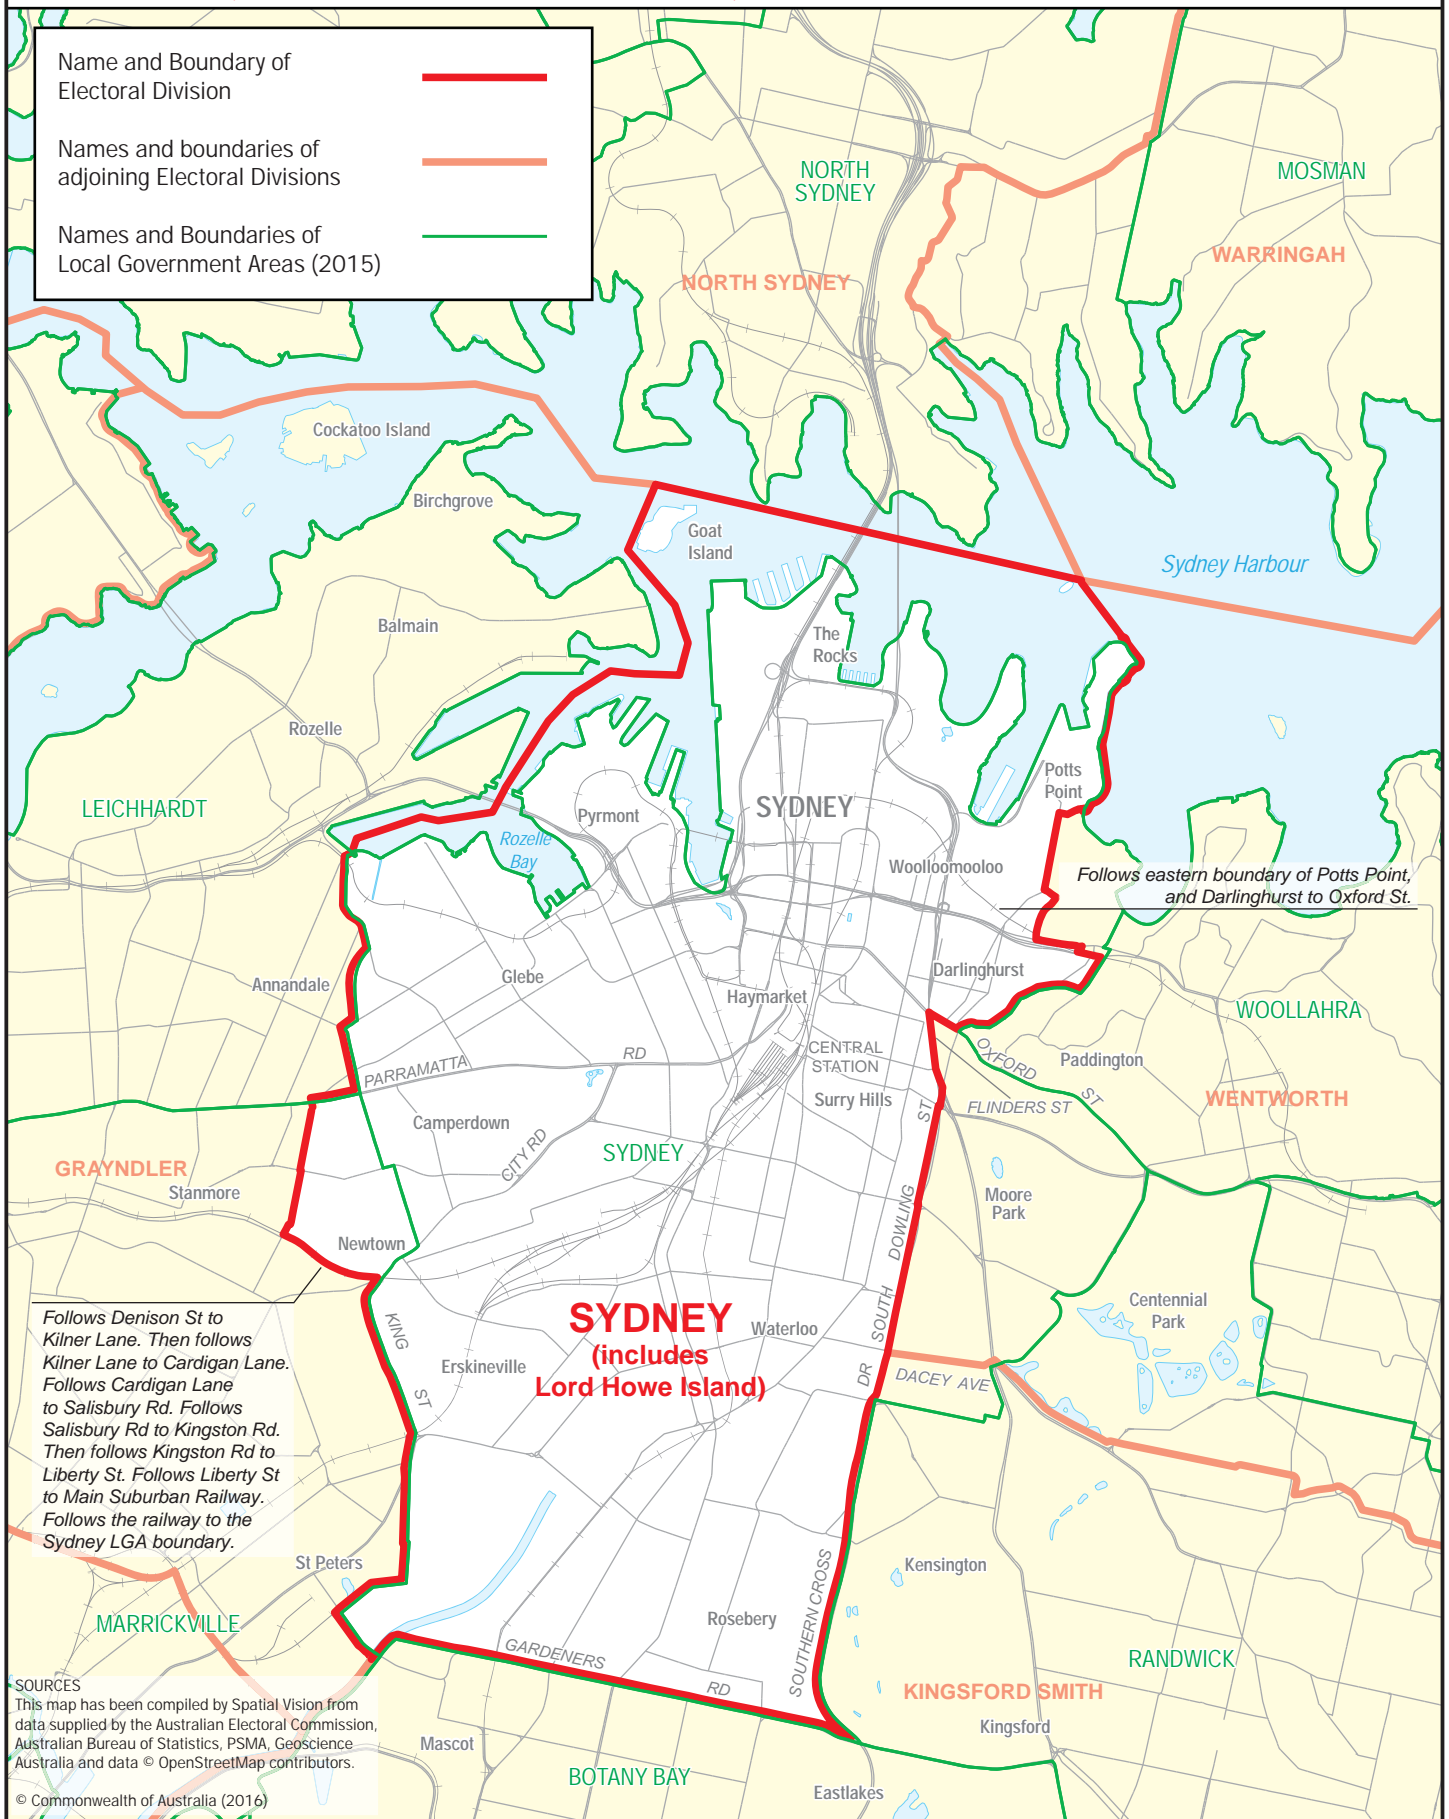 Name and Boundary of
Electoral Division
Names and boundaries of
adjoining Electoral Divisions
Names and Boundaries of
Local Government Areas (2015)
NORTH
SYDNEY
MOSMAN
WARRINGAH
NORTH SYDNEY
Cockatoo Island
Birchgrove
Goat
Island
Sydney Harbour
Balmain
The
Rocks
Rozelle
Potts
Point
LEICHHARDT
SYDNEY
Pyrmont
Rozelle
Bay
Woolloomooloo
Follows eastern boundary of Potts Point,
and Darlinghurst to Oxford St.
Annandale
Glebe
Darlinghurst
Haymarket
WOOLLAHRA
PARRAMATTA
RD
CENTRAL
STATION
OXFORD
ST
Paddington
Surry Hills
ST
FLINDERS ST
WENTWORTH
Camperdown
CITY RD
SYDNEY
GRAYNDLER
Stanmore
Moore
Park
Newtown
DOWLING
SOUTH
Centennial
Park
Follows Denison St to
Kilner Lane. Then follows
Kilner Lane to Cardigan Lane.
Follows Cardigan Lane
to Salisbury Rd. Follows
Salisbury Rd to Kingston Rd.
Then follows Kingston Rd to
Liberty St. Follows Liberty St
to Main Suburban Railway.
Follows the railway to the
Sydney LGA boundary.
KING
ST
SYDNEY
(includes
Lord Howe Island)
Waterloo
Erskineville
DR
DACEY AVE
St Peters
Kensington
MARRICKVILLE
Rosebery
SOUTHERN CROSS
GARDENERS
RD
RANDWICK
KINGSFORD SMITH
Kingsford
SOURCES
This map has been compiled by Spatial Vision from
data supplied by the Australian Electoral Commission,
Australian Bureau of Statistics, PSMA, Geoscience
Australia and data © OpenStreetMap contributors.
© Commonwealth of Australia (2016)
Mascot
BOTANY BAY
Eastlakes